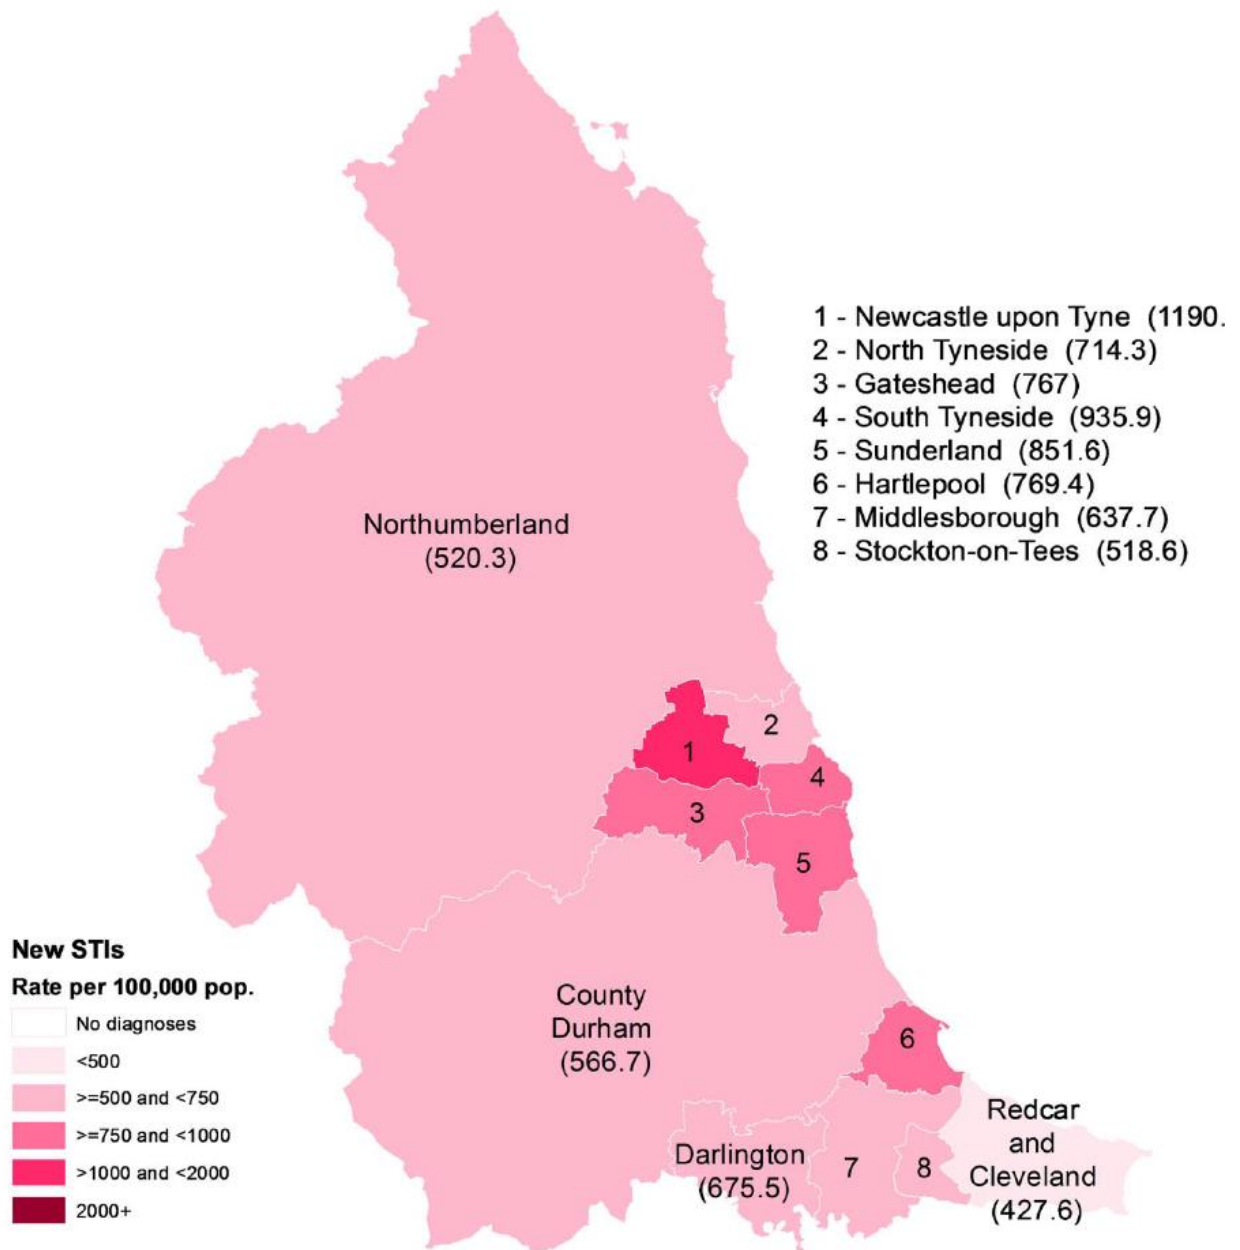 1 - Newcastle upon Tyne (1190.
2 - North Tyneside (714.3)
3 - Gateshead (767)
4 - South Tyneside (935.9)
5 - Sunderland (851.6)
6 - Hartlepool (769.4)
7 - Middlesborough (637.7)
8 - Stockton-on-Tees (518.6)
Northumberland
(520.3)
1
2
3
4
5
County
Durham
(566.7)
6
Darlington
(675.5)
7
8
Redcar
and
Cleveland
(427.6)
New STIs
Rate per 100,000 pop.
No diagnoses
<500
>=500 and <750
>=750 and <1000
>1000 and <2000
2000+